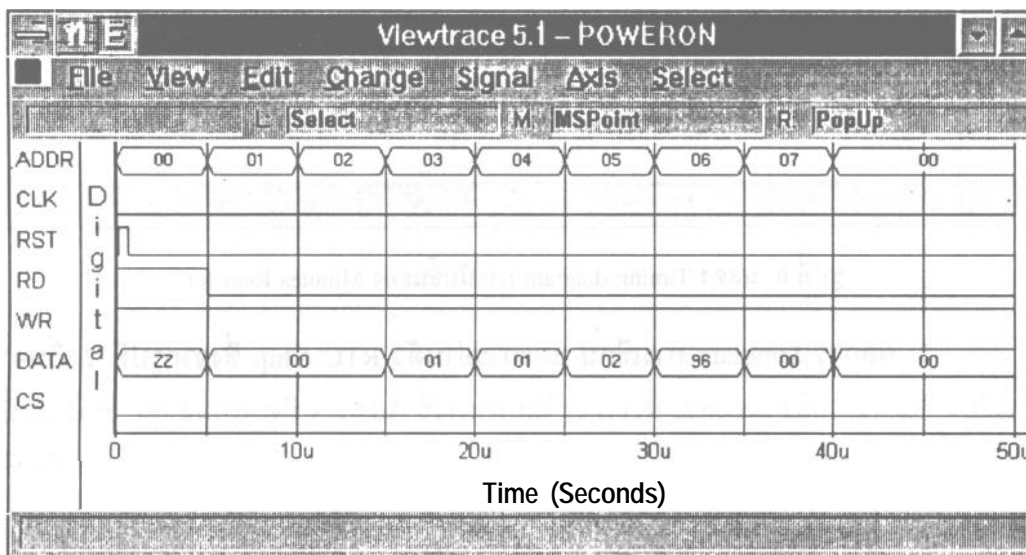 Viewtrace 5.1 – POWERON
File View Edit Change Signal Axis Select
L: Select M: MSPoint R: PopUp
ADDR 00 01 02 03 04 05 06 07 00
CLK
RST
RD
WR
DATA ZZ 00 01 01 02 96 00 00
CS
Digital
0 10u 20u 30u 40u 50u
Time (Seconds)